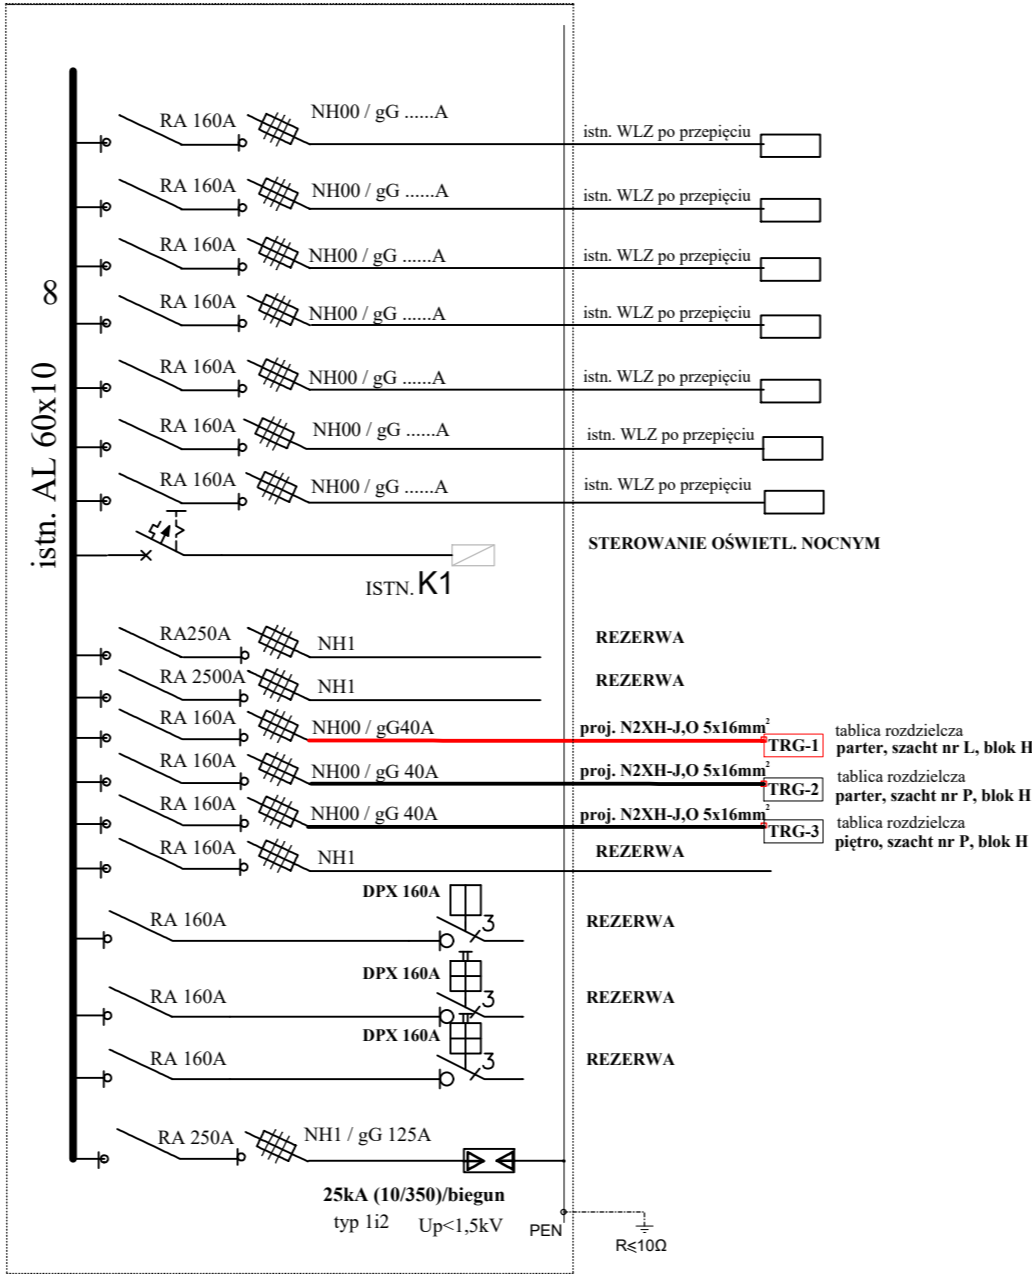 istn. AL 60x10 8
RA 160A NH00 / gG ......A istn. WLZ po przepięciu
RA 160A NH00 / gG ......A istn. WLZ po przepięciu
RA 160A NH00 / gG ......A istn. WLZ po przepięciu
RA 160A NH00 / gG ......A istn. WLZ po przepięciu
RA 160A NH00 / gG ......A istn. WLZ po przepięciu
RA 160A NH00 / gG ......A istn. WLZ po przepięciu
RA 160A NH00 / gG ......A istn. WLZ po przepięciu
STEROWANIE OŚWIETL. NOCNYM
ISTN. K1
RA250A NH1 REZERWA
RA 2500A NH1 REZERWA
RA 160A NH00 / gG40A proj. N2XH-J,O 5x16mm² TRG-1 tablica rozdzielcza
parter, szacht nr L, blok H
RA 160A NH00 / gG 40A proj. N2XH-J,O 5x16mm² TRG-2 tablica rozdzielcza
parter, szacht nr P, blok H
RA 160A NH00 / gG 40A proj. N2XH-J,O 5x16mm² TRG-3 tablica rozdzielcza
piętro, szacht nr P, blok H
RA 160A NH1 REZERWA
DPX 160A
RA 160A 3 REZERWA
DPX 160A
RA 160A 3 REZERWA
DPX 160A
RA 160A 3 REZERWA
RA 250A NH1 / gG 125A
25kA (10/350)/biegun
typ 1i2 Up<1,5kV PEN
R≤10Ω